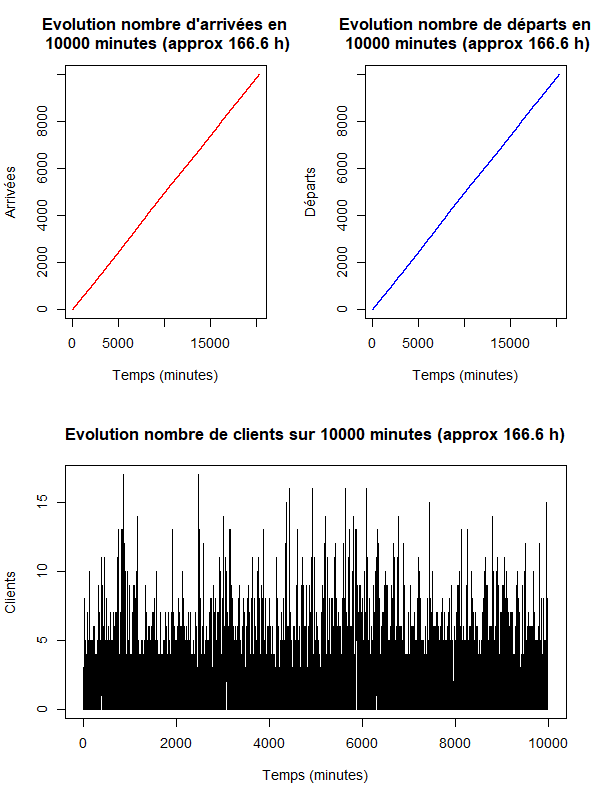 Evolution nombre d'arrivées en
10000 minutes (approx 166.6 h)
Arrivées
0 2000 4000 6000 8000
0 5000 15000
Temps (minutes)
Evolution nombre de départs en
10000 minutes (approx 166.6 h)
Départs
0 2000 4000 6000 8000
0 5000 15000
Temps (minutes)
Evolution nombre de clients sur 10000 minutes (approx 166.6 h)
Clients
0 5 10 15
0 2000 4000 6000 8000 10000
Temps (minutes)